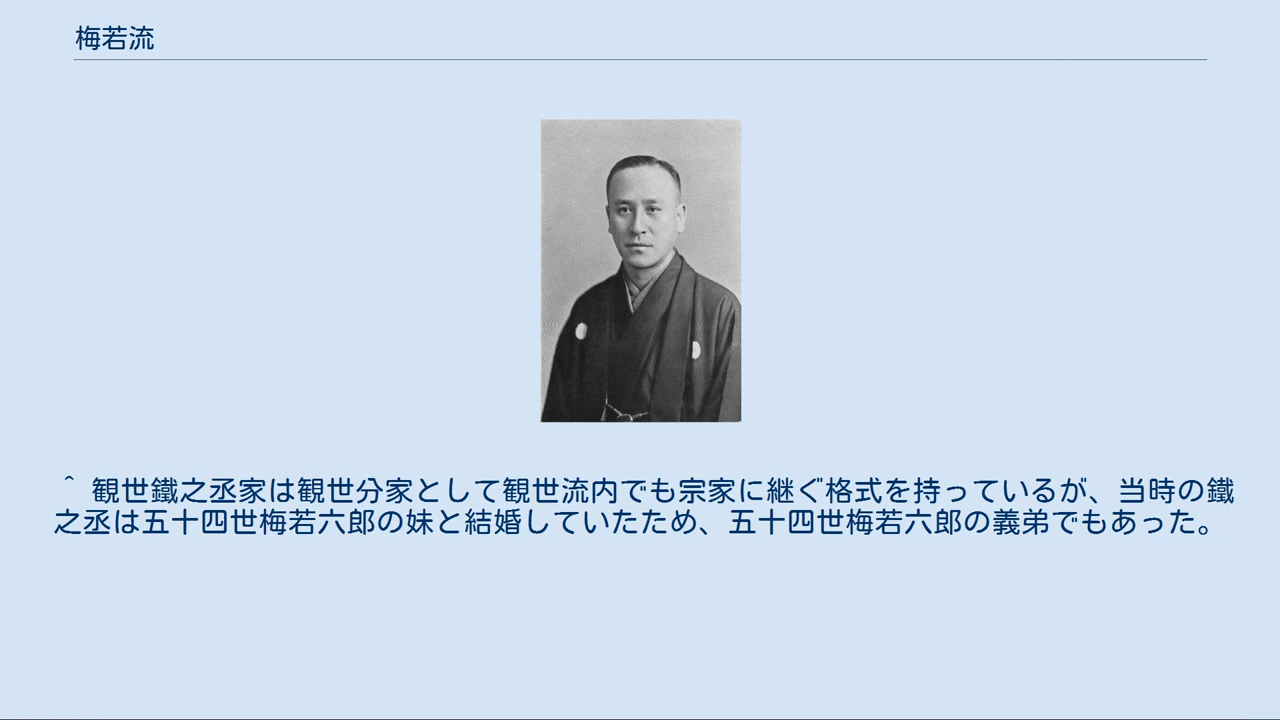 梅若流
^ 観世鐵之丞家は観世分家として観世流内でも宗家に継ぐ格式を持っているが、当時の鐵
之丞は五十四世梅若六郎の妹と結婚していたため、五十四世梅若六郎の義弟でもあった。